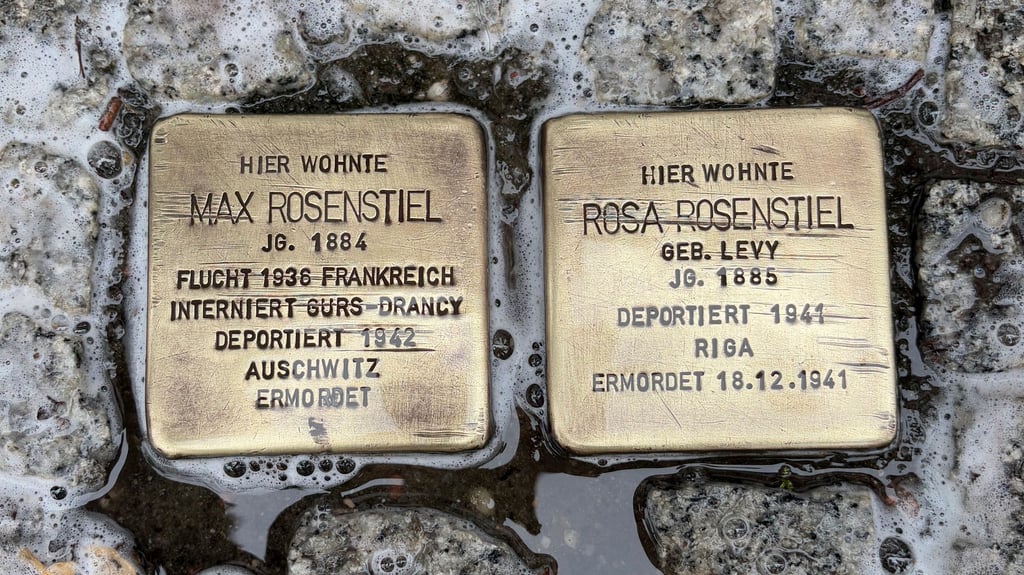 HIER WOHNTE
MAX ROSENSTIEL
JG. 1884
FLUCHT 1936 FRANKREICH
INTERNIERT GURS-DRANCY
DEPORTIERT 1942
AUSCHWITZ
ERMORDET
HIER WOHNTE
ROSA ROSENSTIEL
GEB. LEVY
JG. 1885
DEPORTIERT 1941
RIGA
ERMORDET 18.12.1941